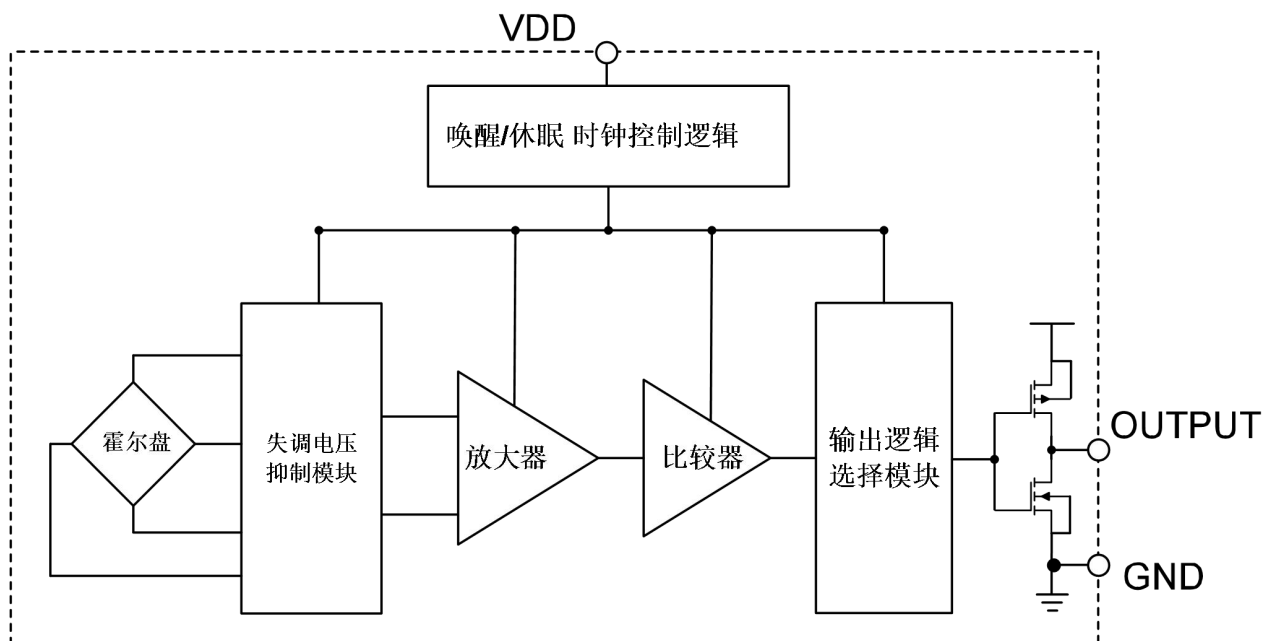 VDD
唤醒/休眠 时钟控制逻辑
霍尔盘
失调电压
抑制模块
放大器
比较器
输出逻辑
选择模块
OUTPUT
GND